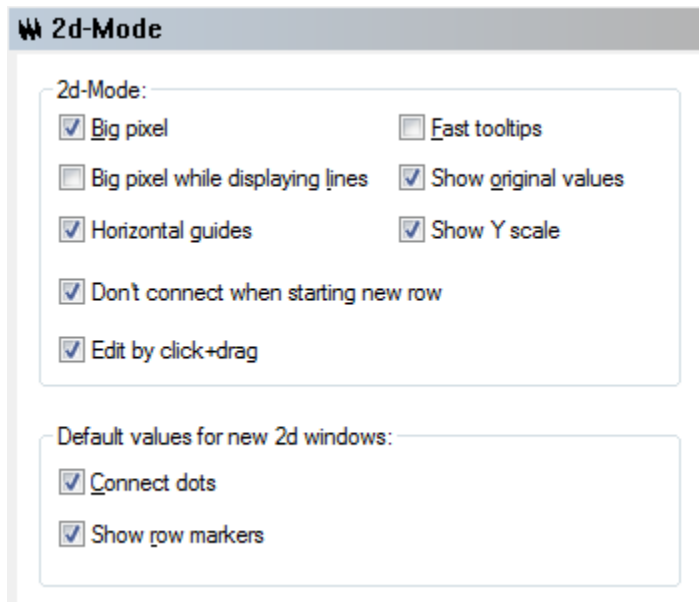 2d-Mode
2d-Mode:
Big pixel
Fast tooltips
Big pixel while displaying lines
Show original values
Horizontal guides
Show Y scale
Don't connect when starting new row
Edit by click+drag
Default values for new 2d windows:
Connect dots
Show row markers